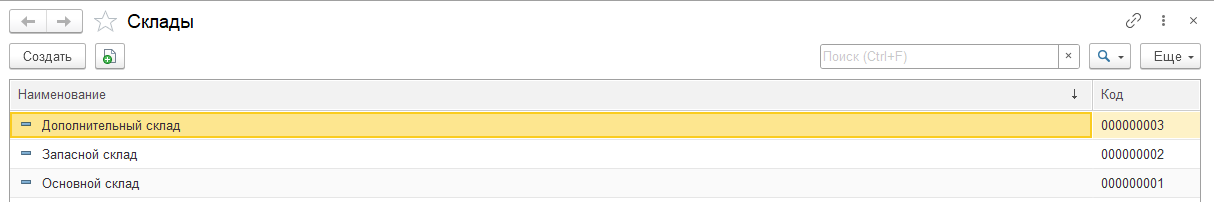 Склады
Создать
Поиск (Ctrl+F)
Еще
Наименование ↓ Код
Дополнительный склад 000000003
Запасной склад 000000002
Основной склад 000000001